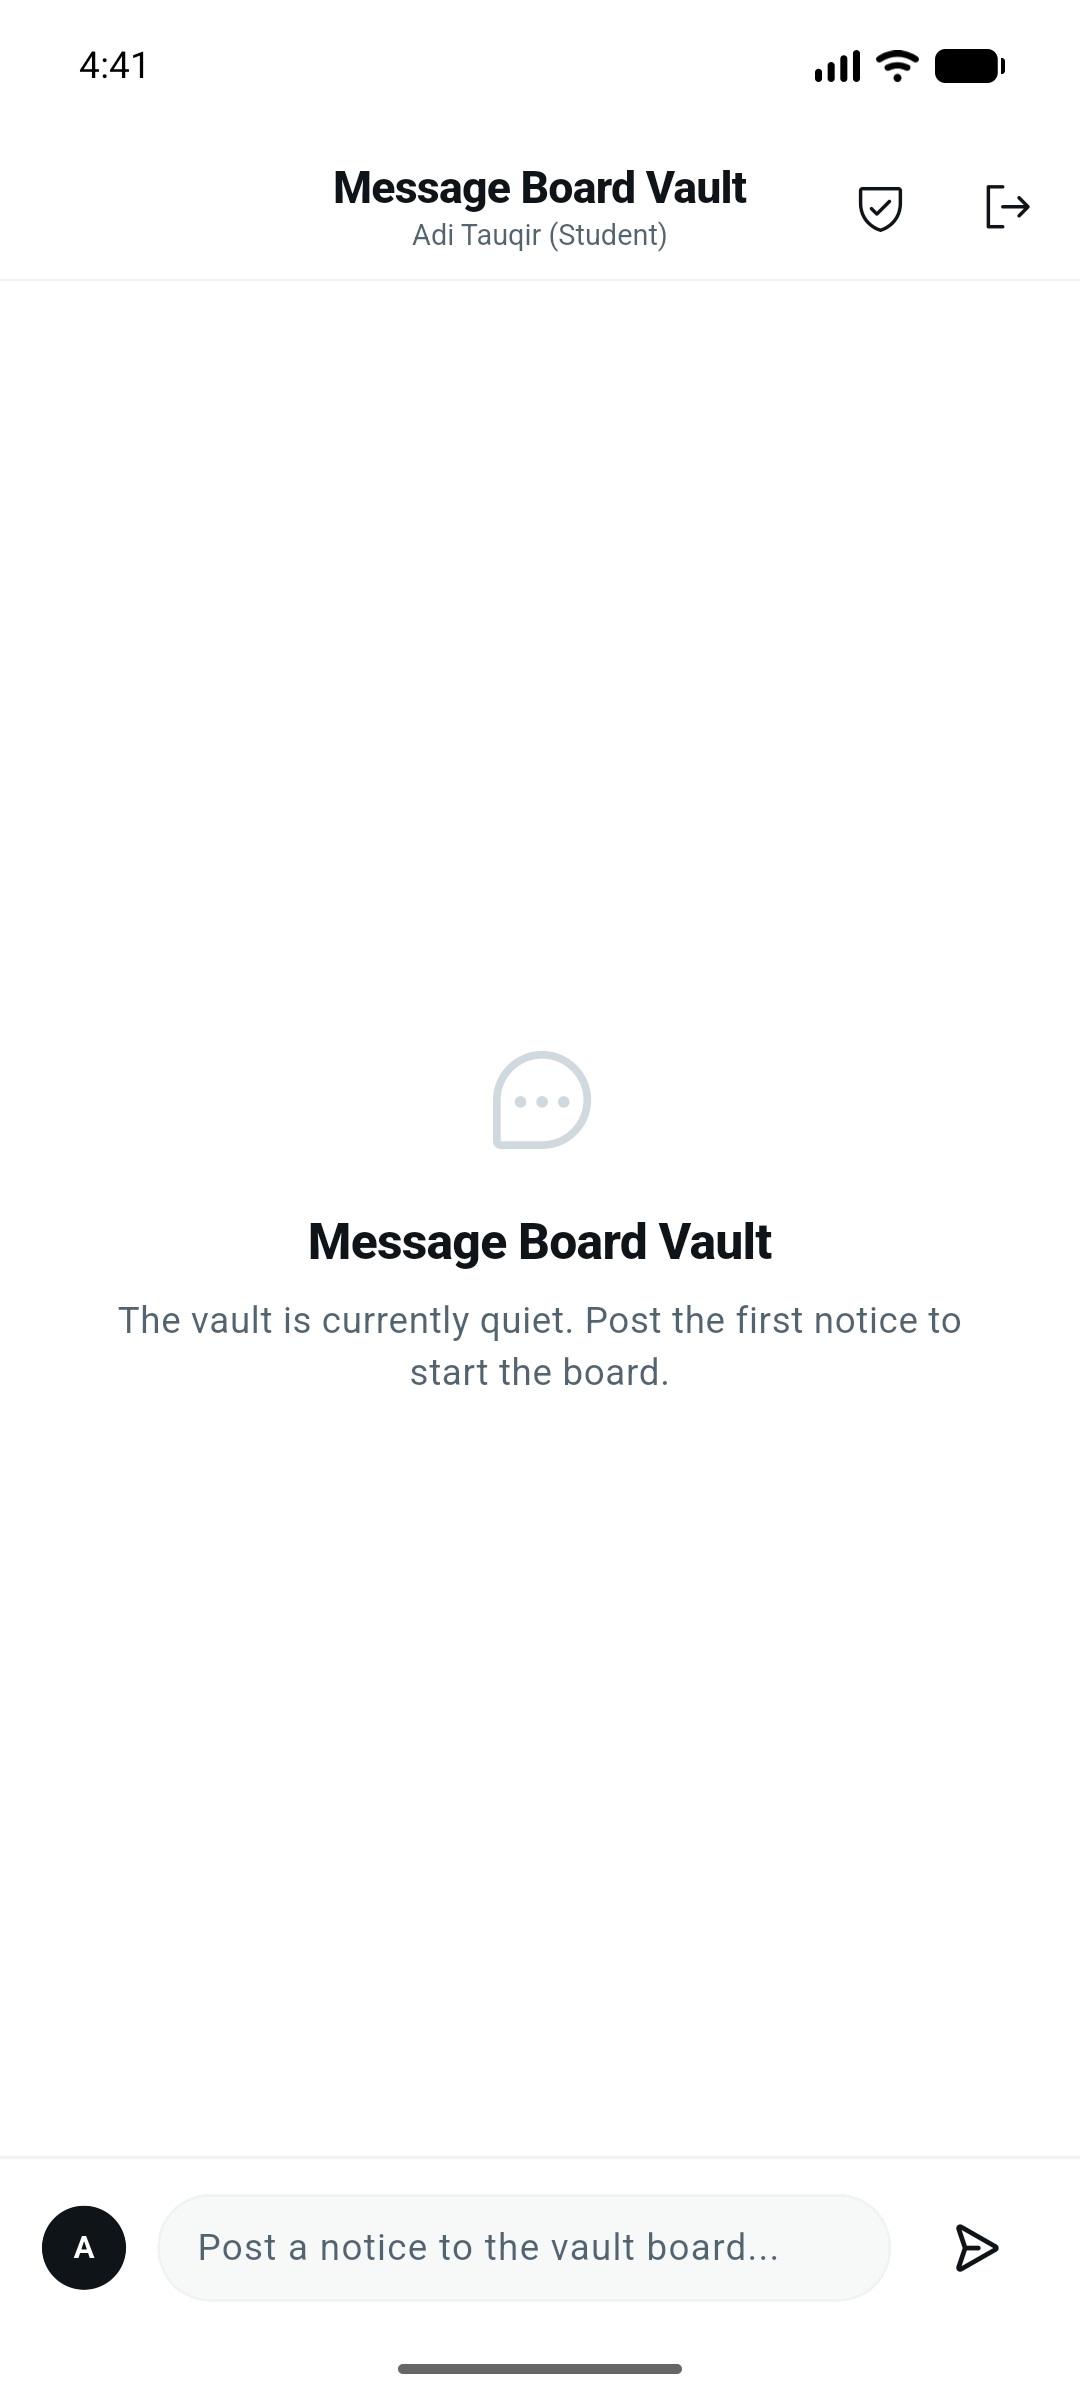 4:41
Message Board Vault
Adi Tauqir (Student)
Message Board Vault
The vault is currently quiet. Post the first notice to
start the board.
A
Post a notice to the vault board...